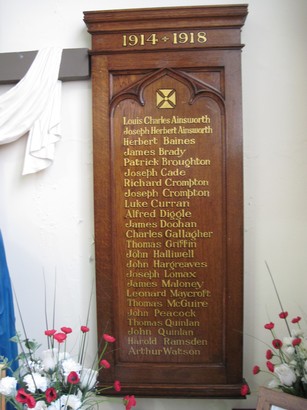 1914 - 1918
Louis Charles Ainsworth
Joseph Herbert Ainsworth
Herbert Baines
James Brady
Patrick Broughton
Joseph Cade
Richard Crompton
Joseph Crompton
Luke Curran
Alfred Diggle
James Doohan
Charles Gallagher
Thomas Griffin
John Halliwell
John Hargreaves
Joseph Lomax
James Maloney
Leonard Maycroft
Thomas McGuire
John Peacock
Thomas Quinlan
John Quinlan
Harold Ramsden
Arthur Watson